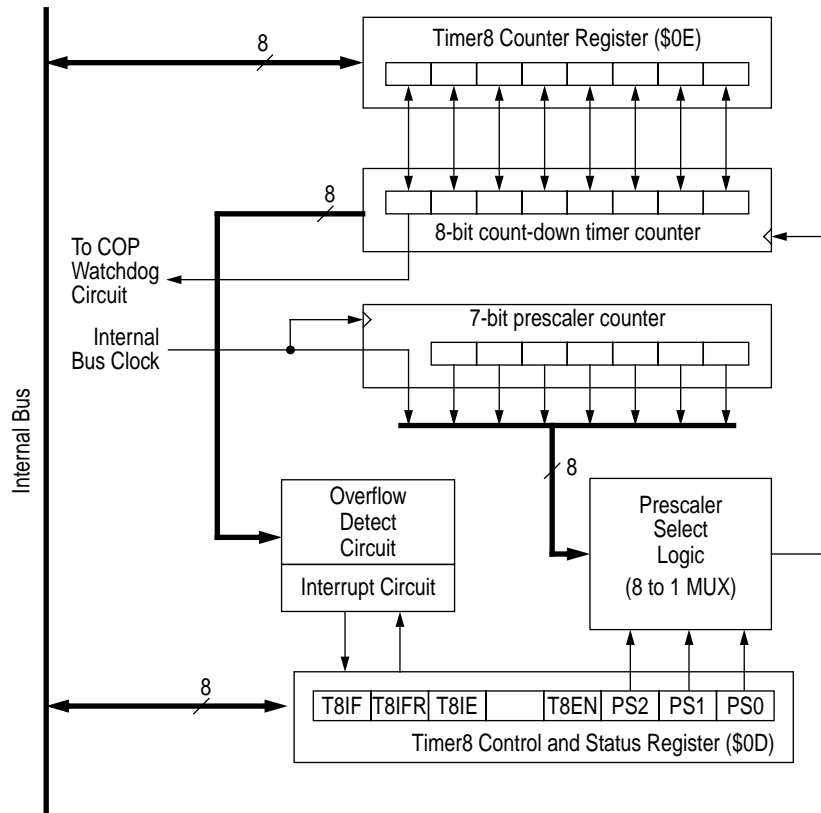 8
Timer8 Counter Register ($0E)
8
8-bit count-down timer counter
To COP
Watchdog
Circuit
7-bit prescaler counter
Internal
Bus Clock
Internal Bus
8
Overflow
Detect
Circuit
Interrupt Circuit
Prescaler
Select
Logic
(8 to 1 MUX)
8
T8IF T8IFR T8IE T8EN PS2 PS1 PS0
Timer8 Control and Status Register ($0D)